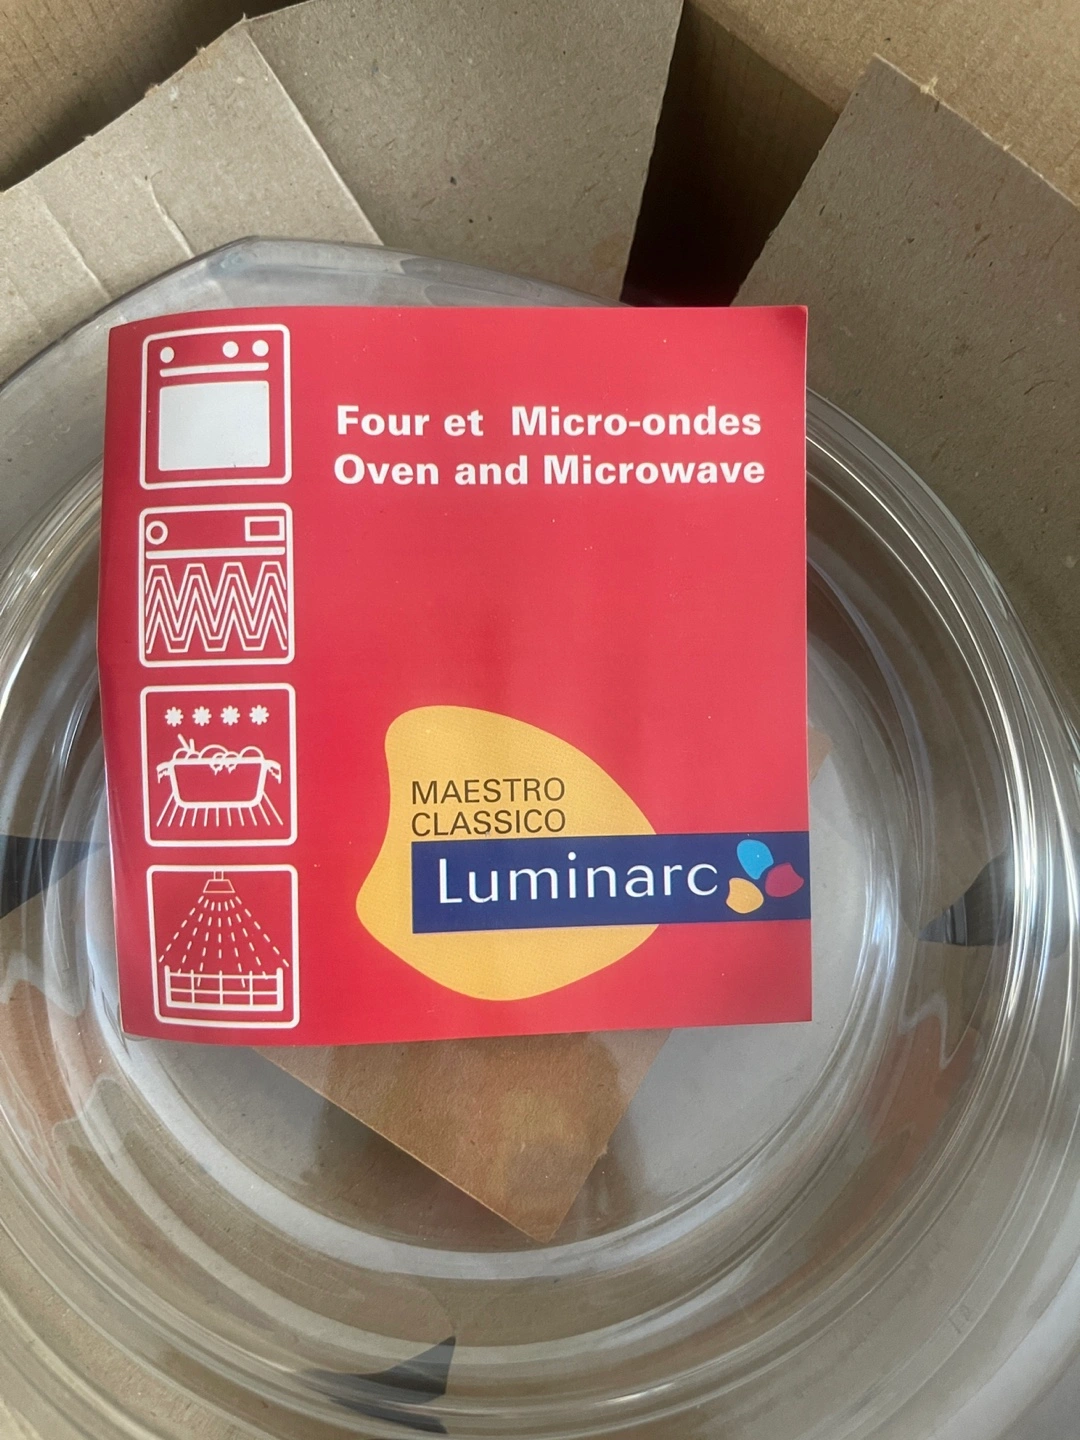 Four et Micro-ondes
Oven and Microwave
MAESTRO
CLASSICO
Luminarc